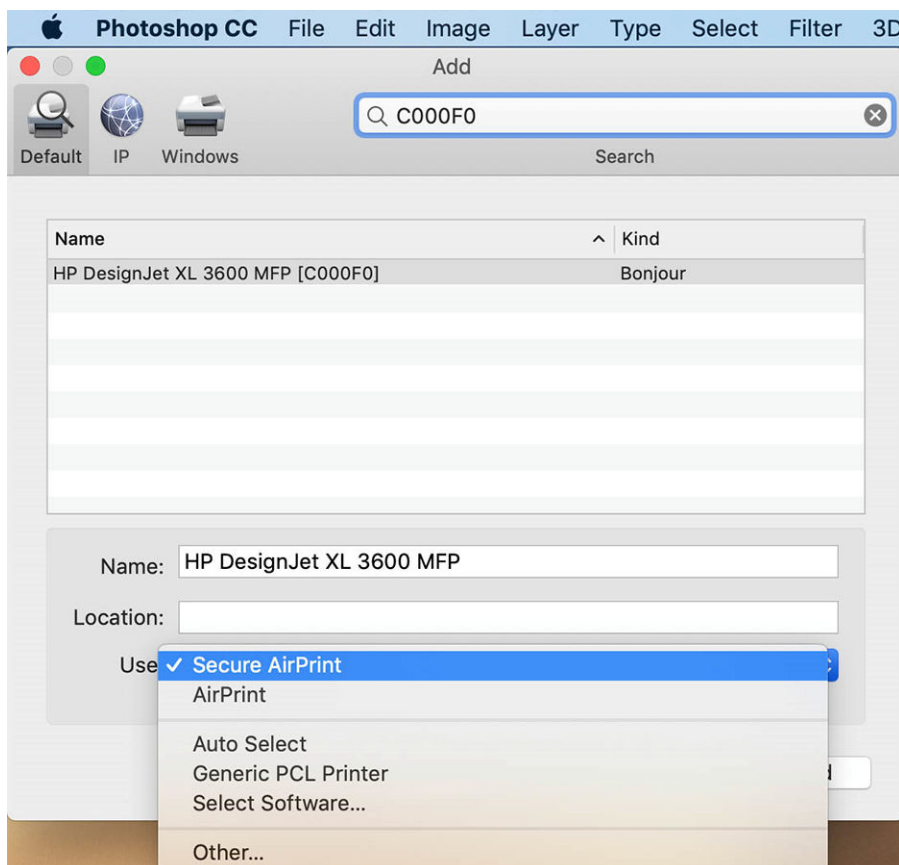 Photoshop CC File Edit Image Layer Type Select Filter 3D
Add
C000F0
Default IP Windows Search
Name Kind
HP DesignJet XL 3600 MFP [C000F0] Bonjour
Name: HP DesignJet XL 3600 MFP
Location:
Use ✓ Secure AirPrint
AirPrint
Auto Select
Generic PCL Printer
Select Software...
Other...